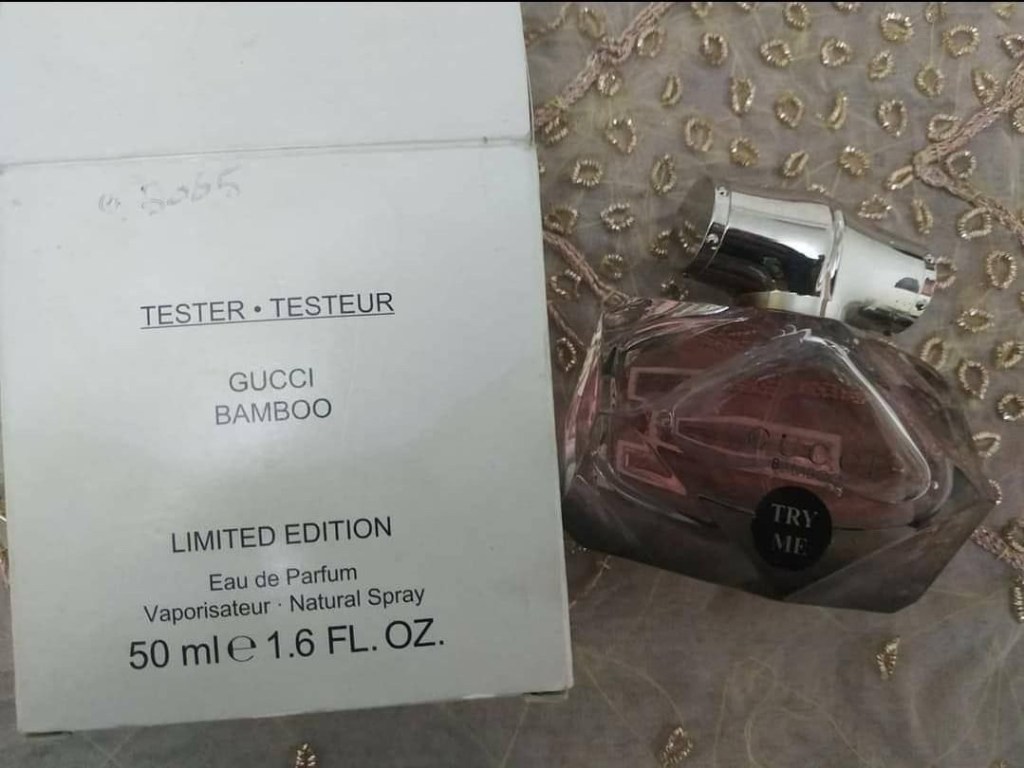 TESTER • TESTEUR
GUCCI
BAMBOO
LIMITED EDITION
Eau de Parfum
Vaporisateur · Natural Spray
50 ml ℮ 1.6 FL. OZ.
TRY
ME